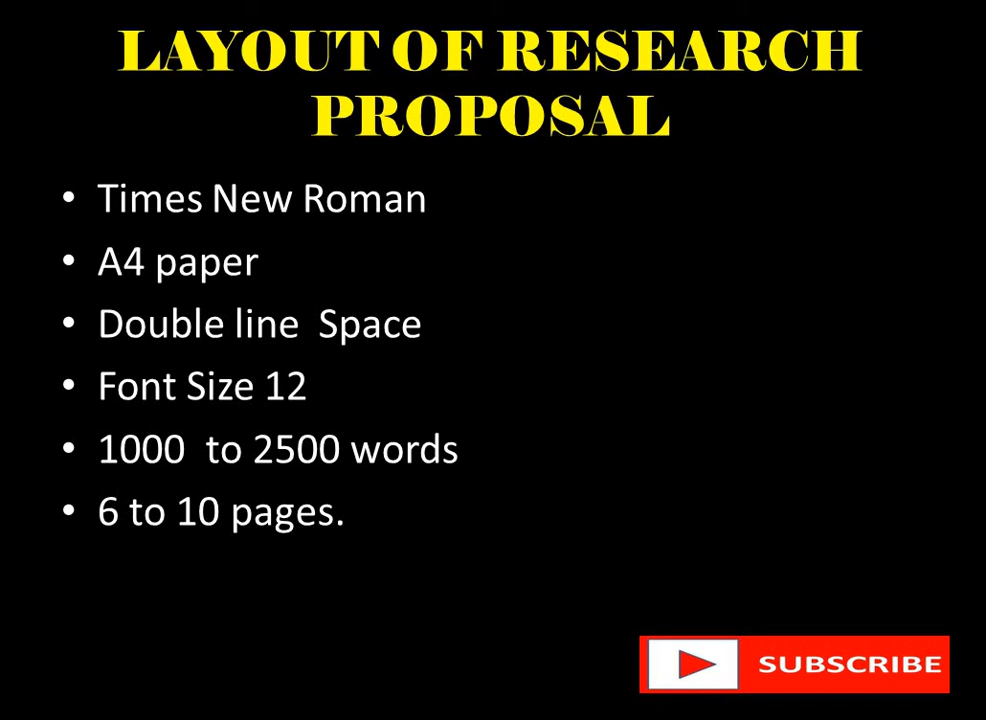 LAYOUT OF RESEARCH
PROPOSAL
• Times New Roman
• A4 paper
• Double line  Space
• Font Size 12
• 1000  to 2500 words
• 6 to 10 pages.
SUBSCRIBE